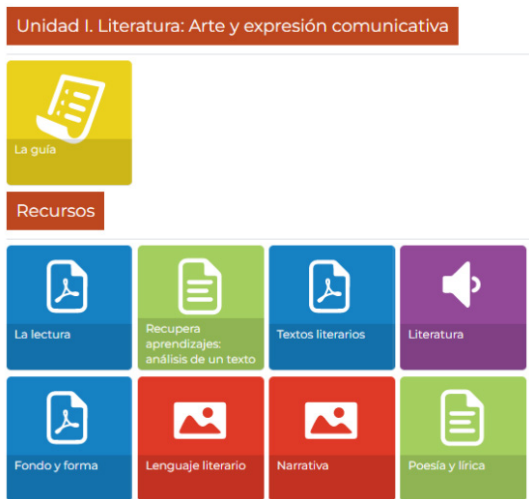 Unidad I. Literatura: Arte y expresión comunicativa
La guía
Recursos
La lectura
Recupera
aprendizajes:
análisis de un texto
Textos literarios
Literatura
Fondo y forma
Lenguaje literario
Narrativa
Poesía y lírica